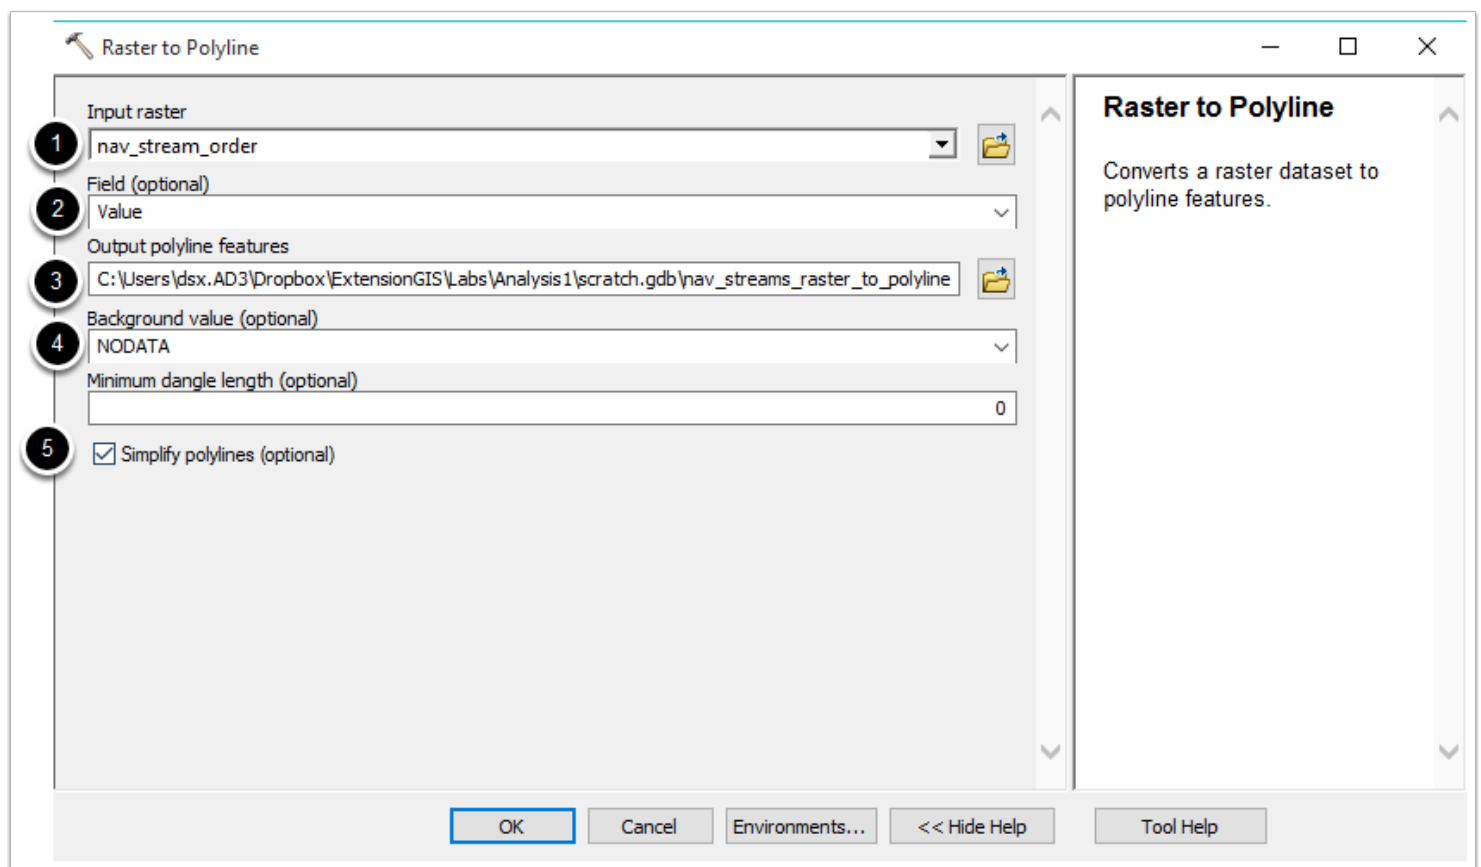 Raster to Polyline
Input raster
1
nav_stream_order
Field (optional)
2
Value
Output polyline features
3
C:\Users\dsx.AD3\Dropbox\ExtensionGIS\Labs\Analysis1\scratch.gdb\nav_streams_raster_to_polyline
Background value (optional)
4
NODATA
Minimum dangle length (optional)
0
5
Simplify polylines (optional)
Raster to Polyline
Converts a raster dataset to
polyline features.
OK
Cancel
Environments...
<< Hide Help
Tool Help